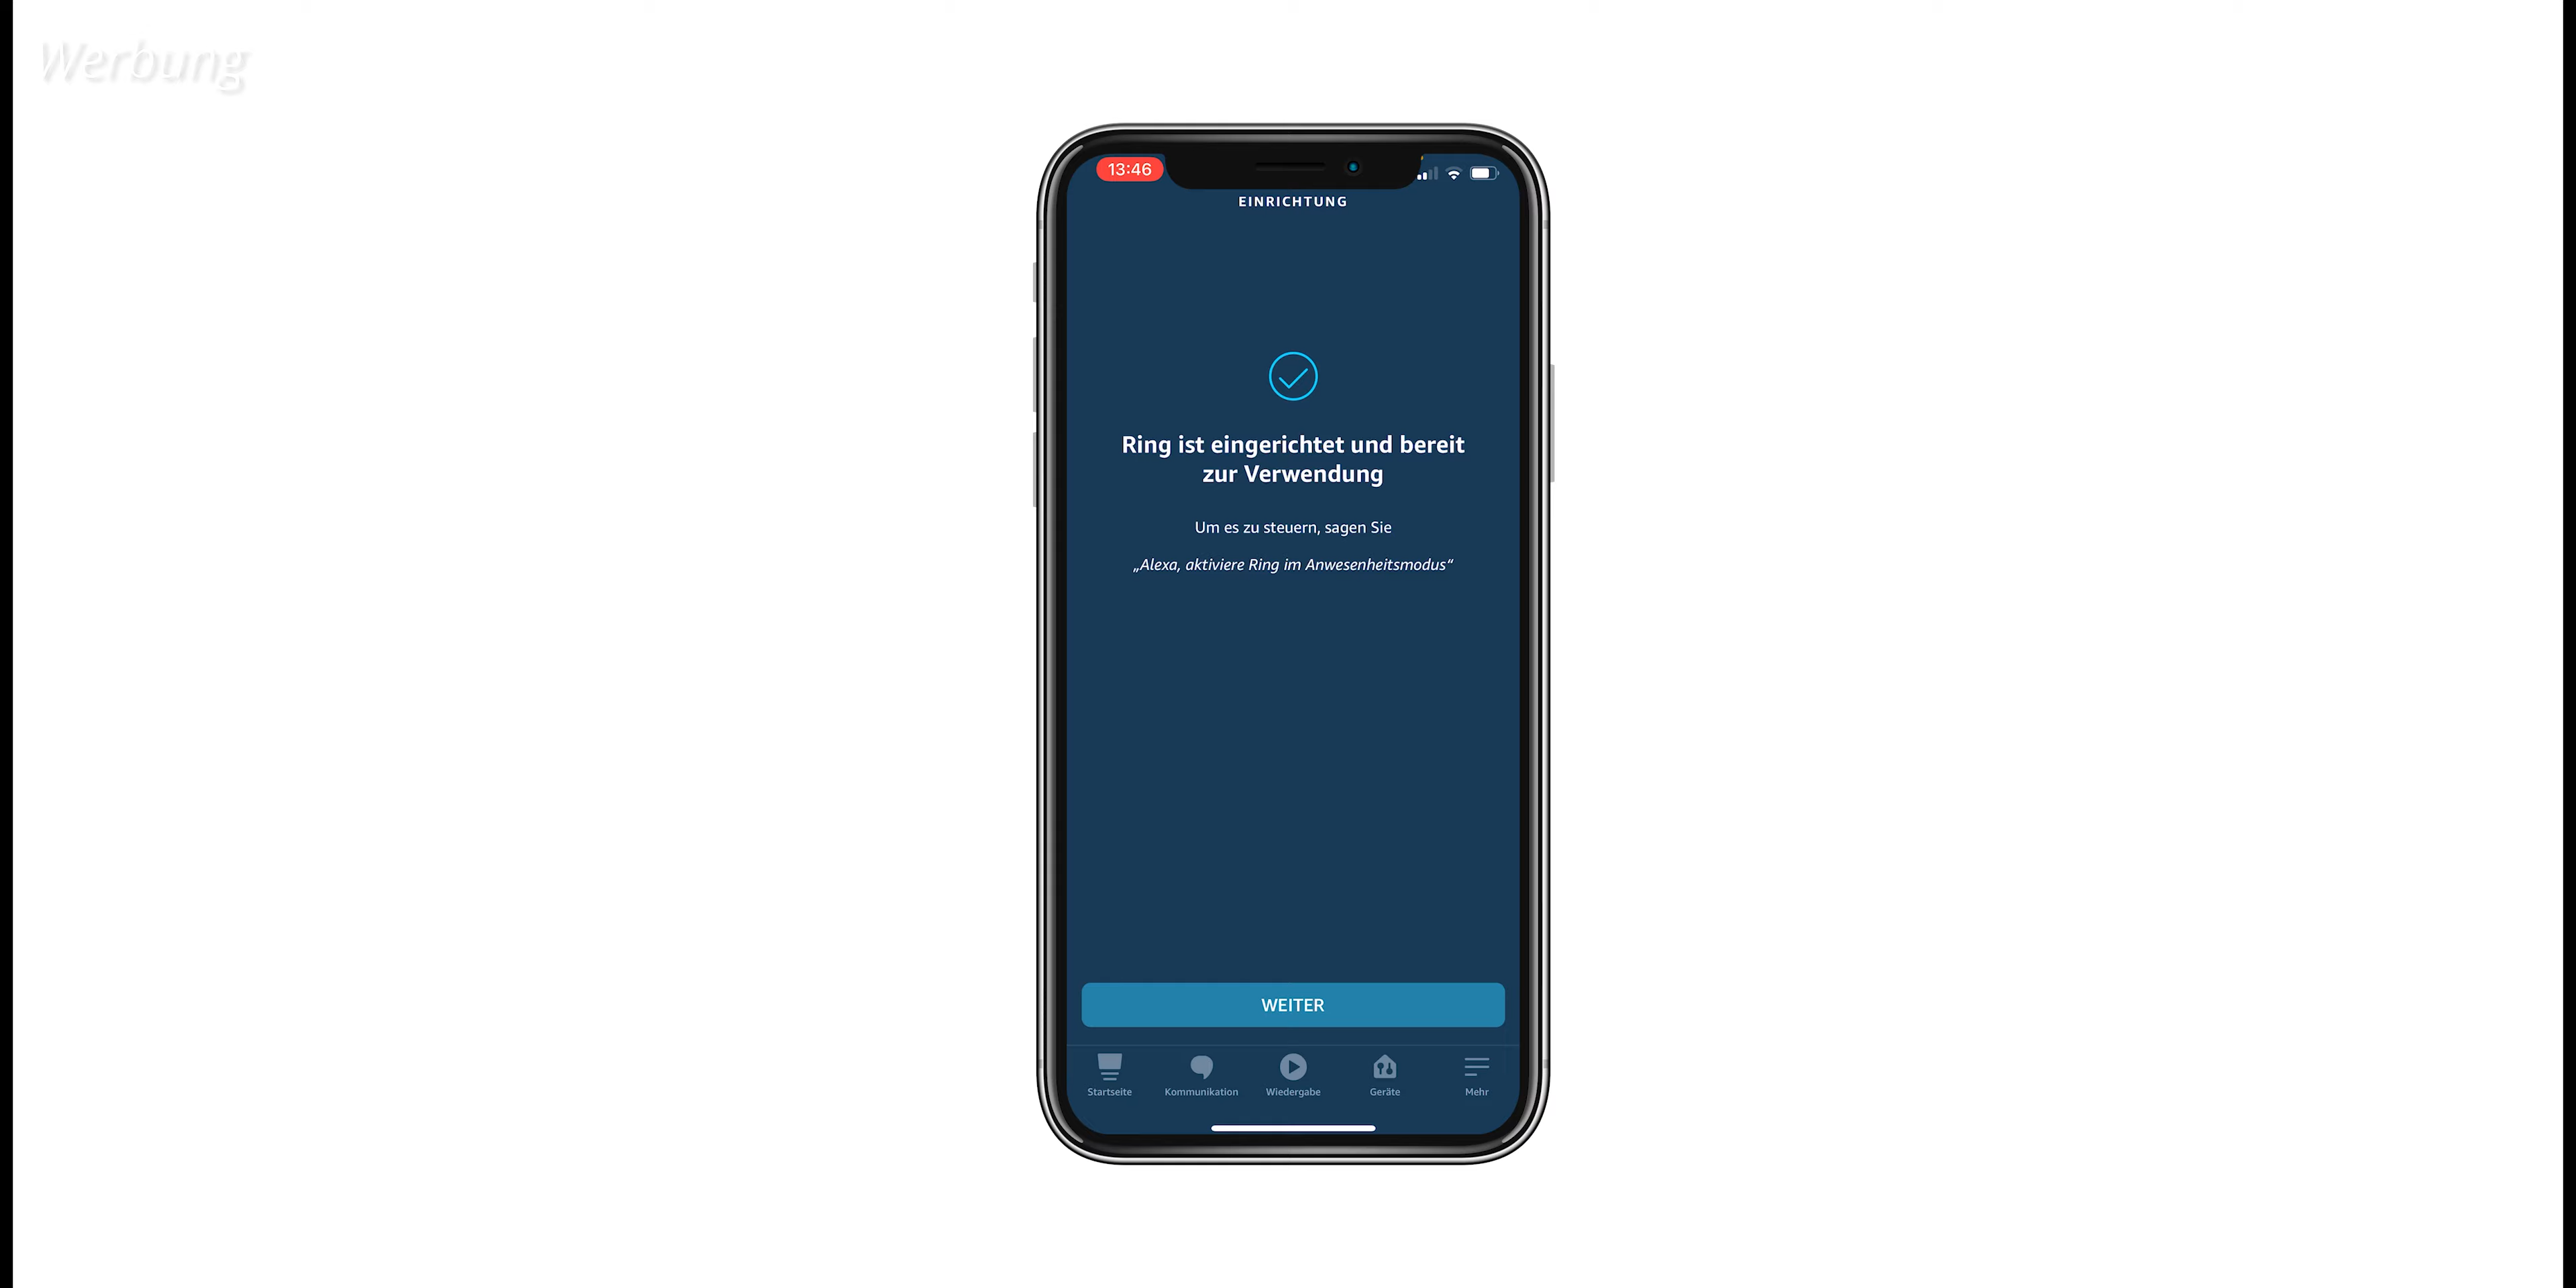 Werbung
13:46
EINRICHTUNG
Ring ist eingerichtet und bereit
zur Verwendung
Um es zu steuern, sagen Sie
„Alexa, aktiviere Ring im Anwesenheitsmodus“
WEITER
Startseite Kommunikation Wiedergabe Geräte Mehr